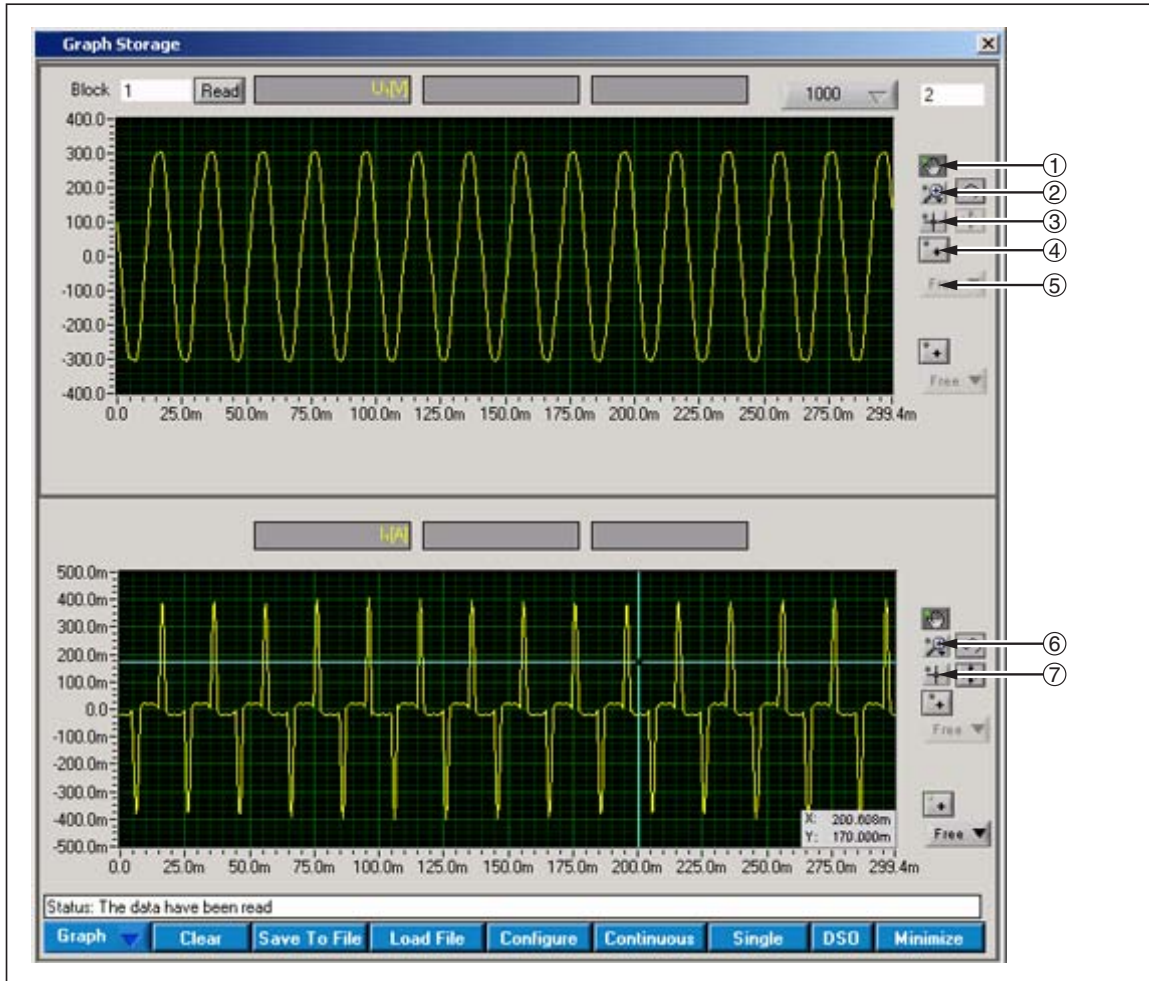 Graph Storage
Block 1 Read U1[V] 1000 2
400.0
300.0
200.0
100.0
0.0
-100.0
-200.0
-300.0
-400.0
0.0 25.0m 50.0m 75.0m 100.0m 125.0m 150.0m 175.0m 200.0m 225.0m 250.0m 275.0m 299.4m
①
②
③
④
⑤
Free
I1[A]
500.0m
400.0m
300.0m
200.0m
100.0m
0.0
-100.0m
-200.0m
-300.0m
-400.0m
-500.0m
0.0 25.0m 50.0m 75.0m 100.0m 125.0m 150.0m 175.0m 200.0m 225.0m 250.0m 275.0m 299.4m
⑥
⑦
Free
X: 200.608m
Y: 170.000m
Free
Status: The data have been read
Graph Clear Save To File Load File Configure Continuous Single DSO Minimize